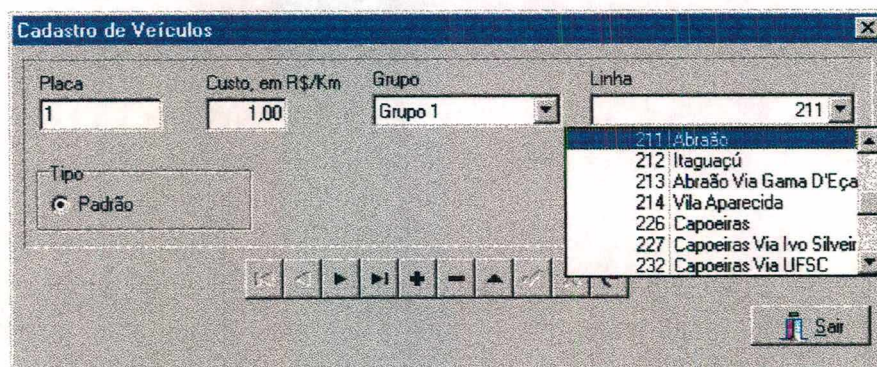 Cadastro de Veículos
Placa
Custo, em R$/Km
Grupo
Linha
1
1,00
Grupo 1
211
211 Abraão
212 Itaguaçú
213 Abraão Via Gama D'Eça
214 Vila Aparecida
226 Capoeiras
227 Capoeiras Via Ivo Silveir
232 Capoeiras Via UFSC
Tipo
Padrão
Sair